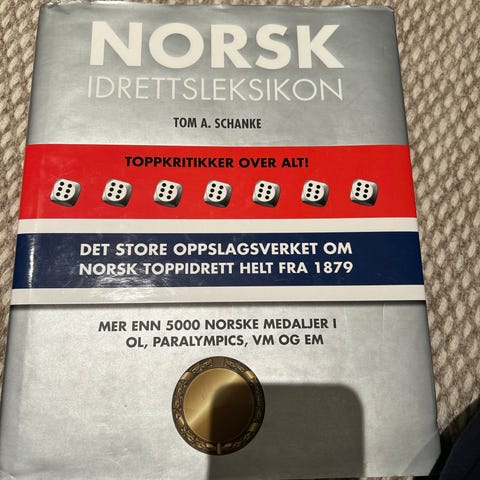 NORSK
IDRETTSLEKSIKON
TOM A. SCHANKE
TOPPKRITIKKER OVER ALT!
DET STORE OPPSLAGSVERKET OM
NORSK TOPPIDRETT HELT FRA 1879
MER ENN 5000 NORSKE MEDALJER I
OL, PARALYMPICS, VM OG EM